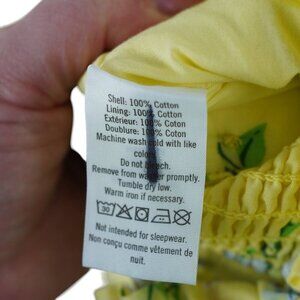 Shell: 100% Cotton
Lining: 100% Cotton
Extérieur: 100% Coton
Doublure: 100% Coton
Machine wash cold with like
colors.
Do not bleach.
Remove from washer promptly.
Tumble dry low.
Warm iron if necessary.
30
Not intended for sleepwear.
Non conçu comme vêtement de
nuit.